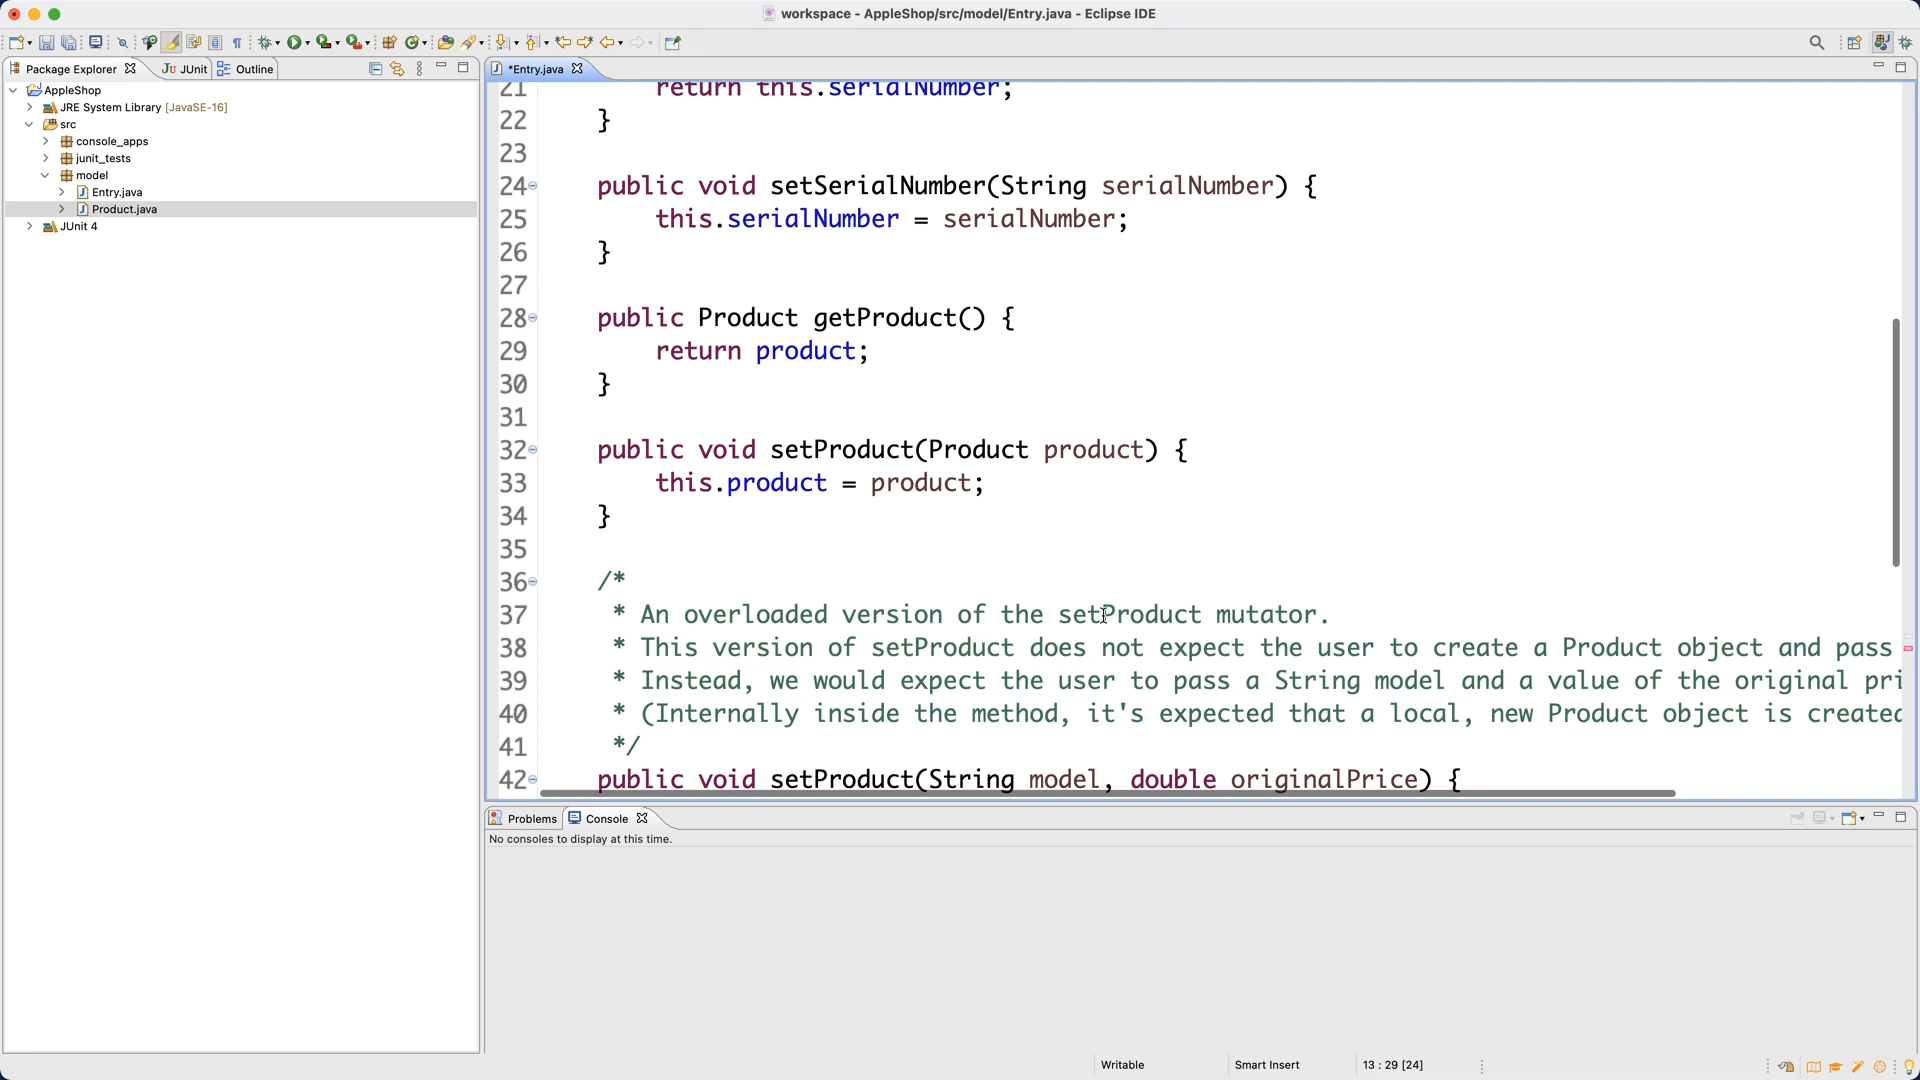 workspace - AppleShop/src/model/Entry.java - Eclipse IDE
Package Explorer
JUnit
Outline
AppleShop
JRE System Library [JavaSE-16]
src
console_apps
junit_tests
model
Entry.java
Product.java
JUnit 4
*Entry.java
21 return this.serialNumber;
22 }
23
24 public void setSerialNumber(String serialNumber) {
25 this.serialNumber = serialNumber;
26 }
27
28 public Product getProduct() {
29 return product;
30 }
31
32 public void setProduct(Product product) {
33 this.product = product;
34 }
35
36 /*
37 * An overloaded version of the setProduct mutator.
38 * This version of setProduct does not expect the user to create a Product object and pass
39 * Instead, we would expect the user to pass a String model and a value of the original pri
40 * (Internally inside the method, it's expected that a local, new Product object is created
41 */
42 public void setProduct(String model, double originalPrice) {
Problems
Console
No consoles to display at this time.
Writable
Smart Insert
13 : 29 [24]